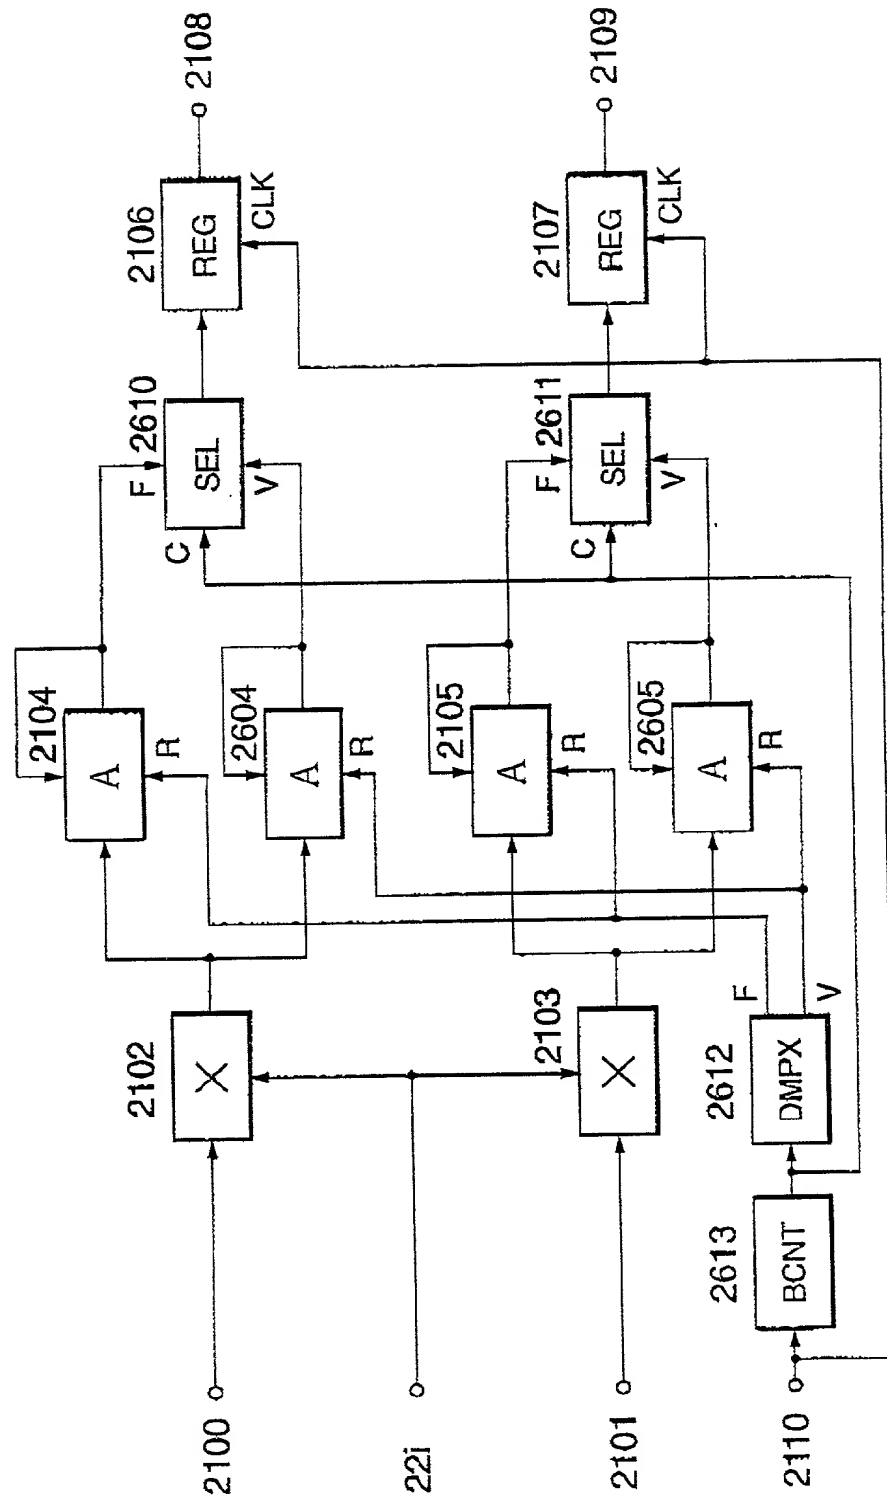 2108
2109
2106
REG
CLK
2107
REG
CLK
F
2610
SEL
V
C
F
2611
SEL
V
C
2104
A
R
2604
A
R
2105
A
R
2605
A
R
2102
X
2103
X
F
V
2612
DMPX
2613
BCNT
2100
22i
2101
2110